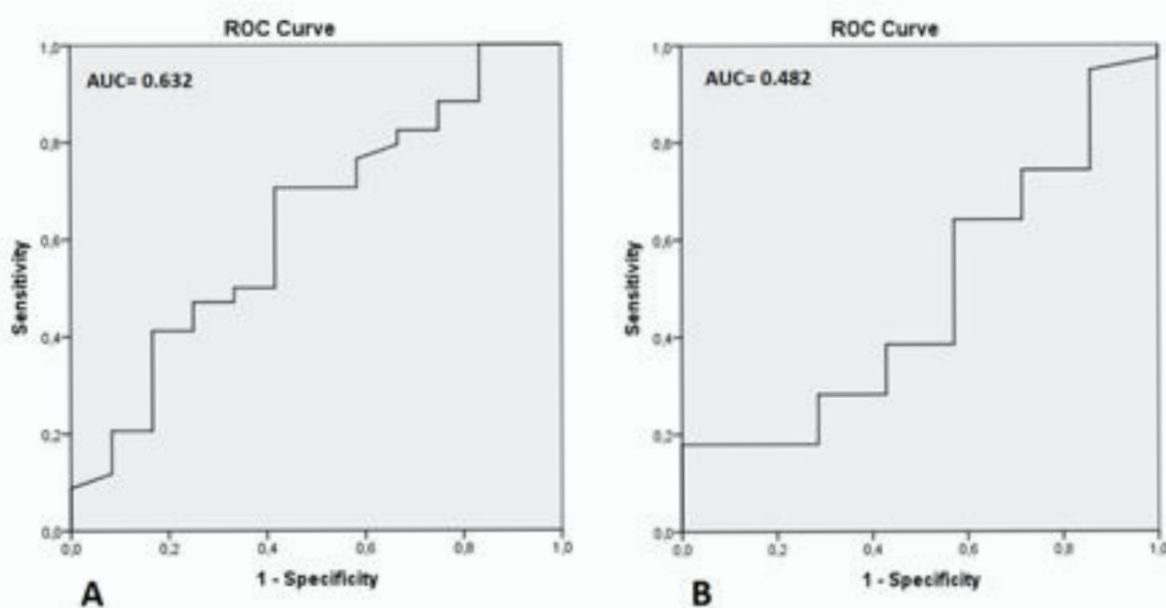 ROC Curve
AUC= 0.632
1,0
0,8
0,6
0,4
0,2
0,0
Sensitivity
0,0 0,2 0,4 0,6 0,8 1,0
1 - Specificity
A
ROC Curve
AUC= 0.482
1,0
0,8
0,6
0,4
0,2
0,0
Sensitivity
0,0 0,2 0,4 0,6 0,8 1,0
1 - Specificity
B